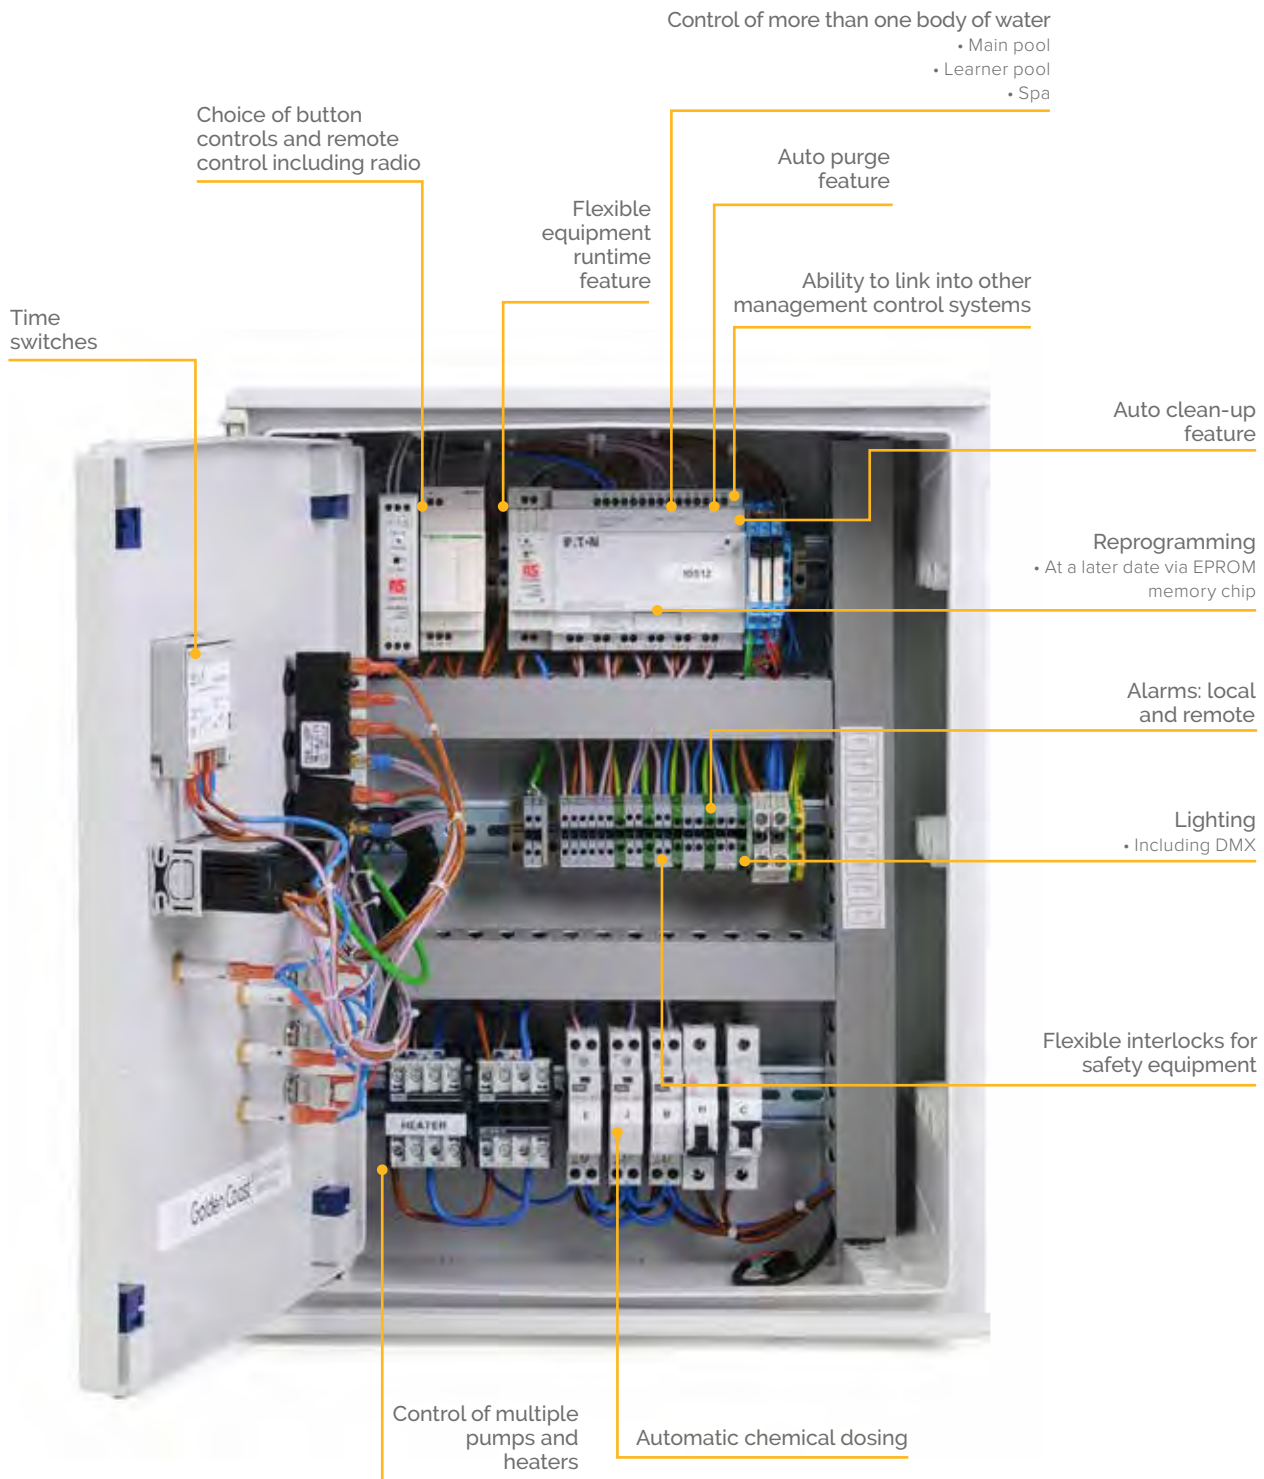 Control of more than one body of water
• Main pool
• Learner pool
• Spa
Choice of button
controls and remote
control including radio
Auto purge
feature
Flexible
equipment
runtime
feature
Ability to link into other
management control systems
Time
switches
Auto clean-up
feature
Reprogramming
• At a later date via EPROM
memory chip
Alarms: local
and remote
Lighting
• Including DMX
Flexible interlocks for
safety equipment
Control of multiple
pumps and
heaters
Automatic chemical dosing
E·T·N
RS
RS
HEATER
B
H
C
Golden Coast